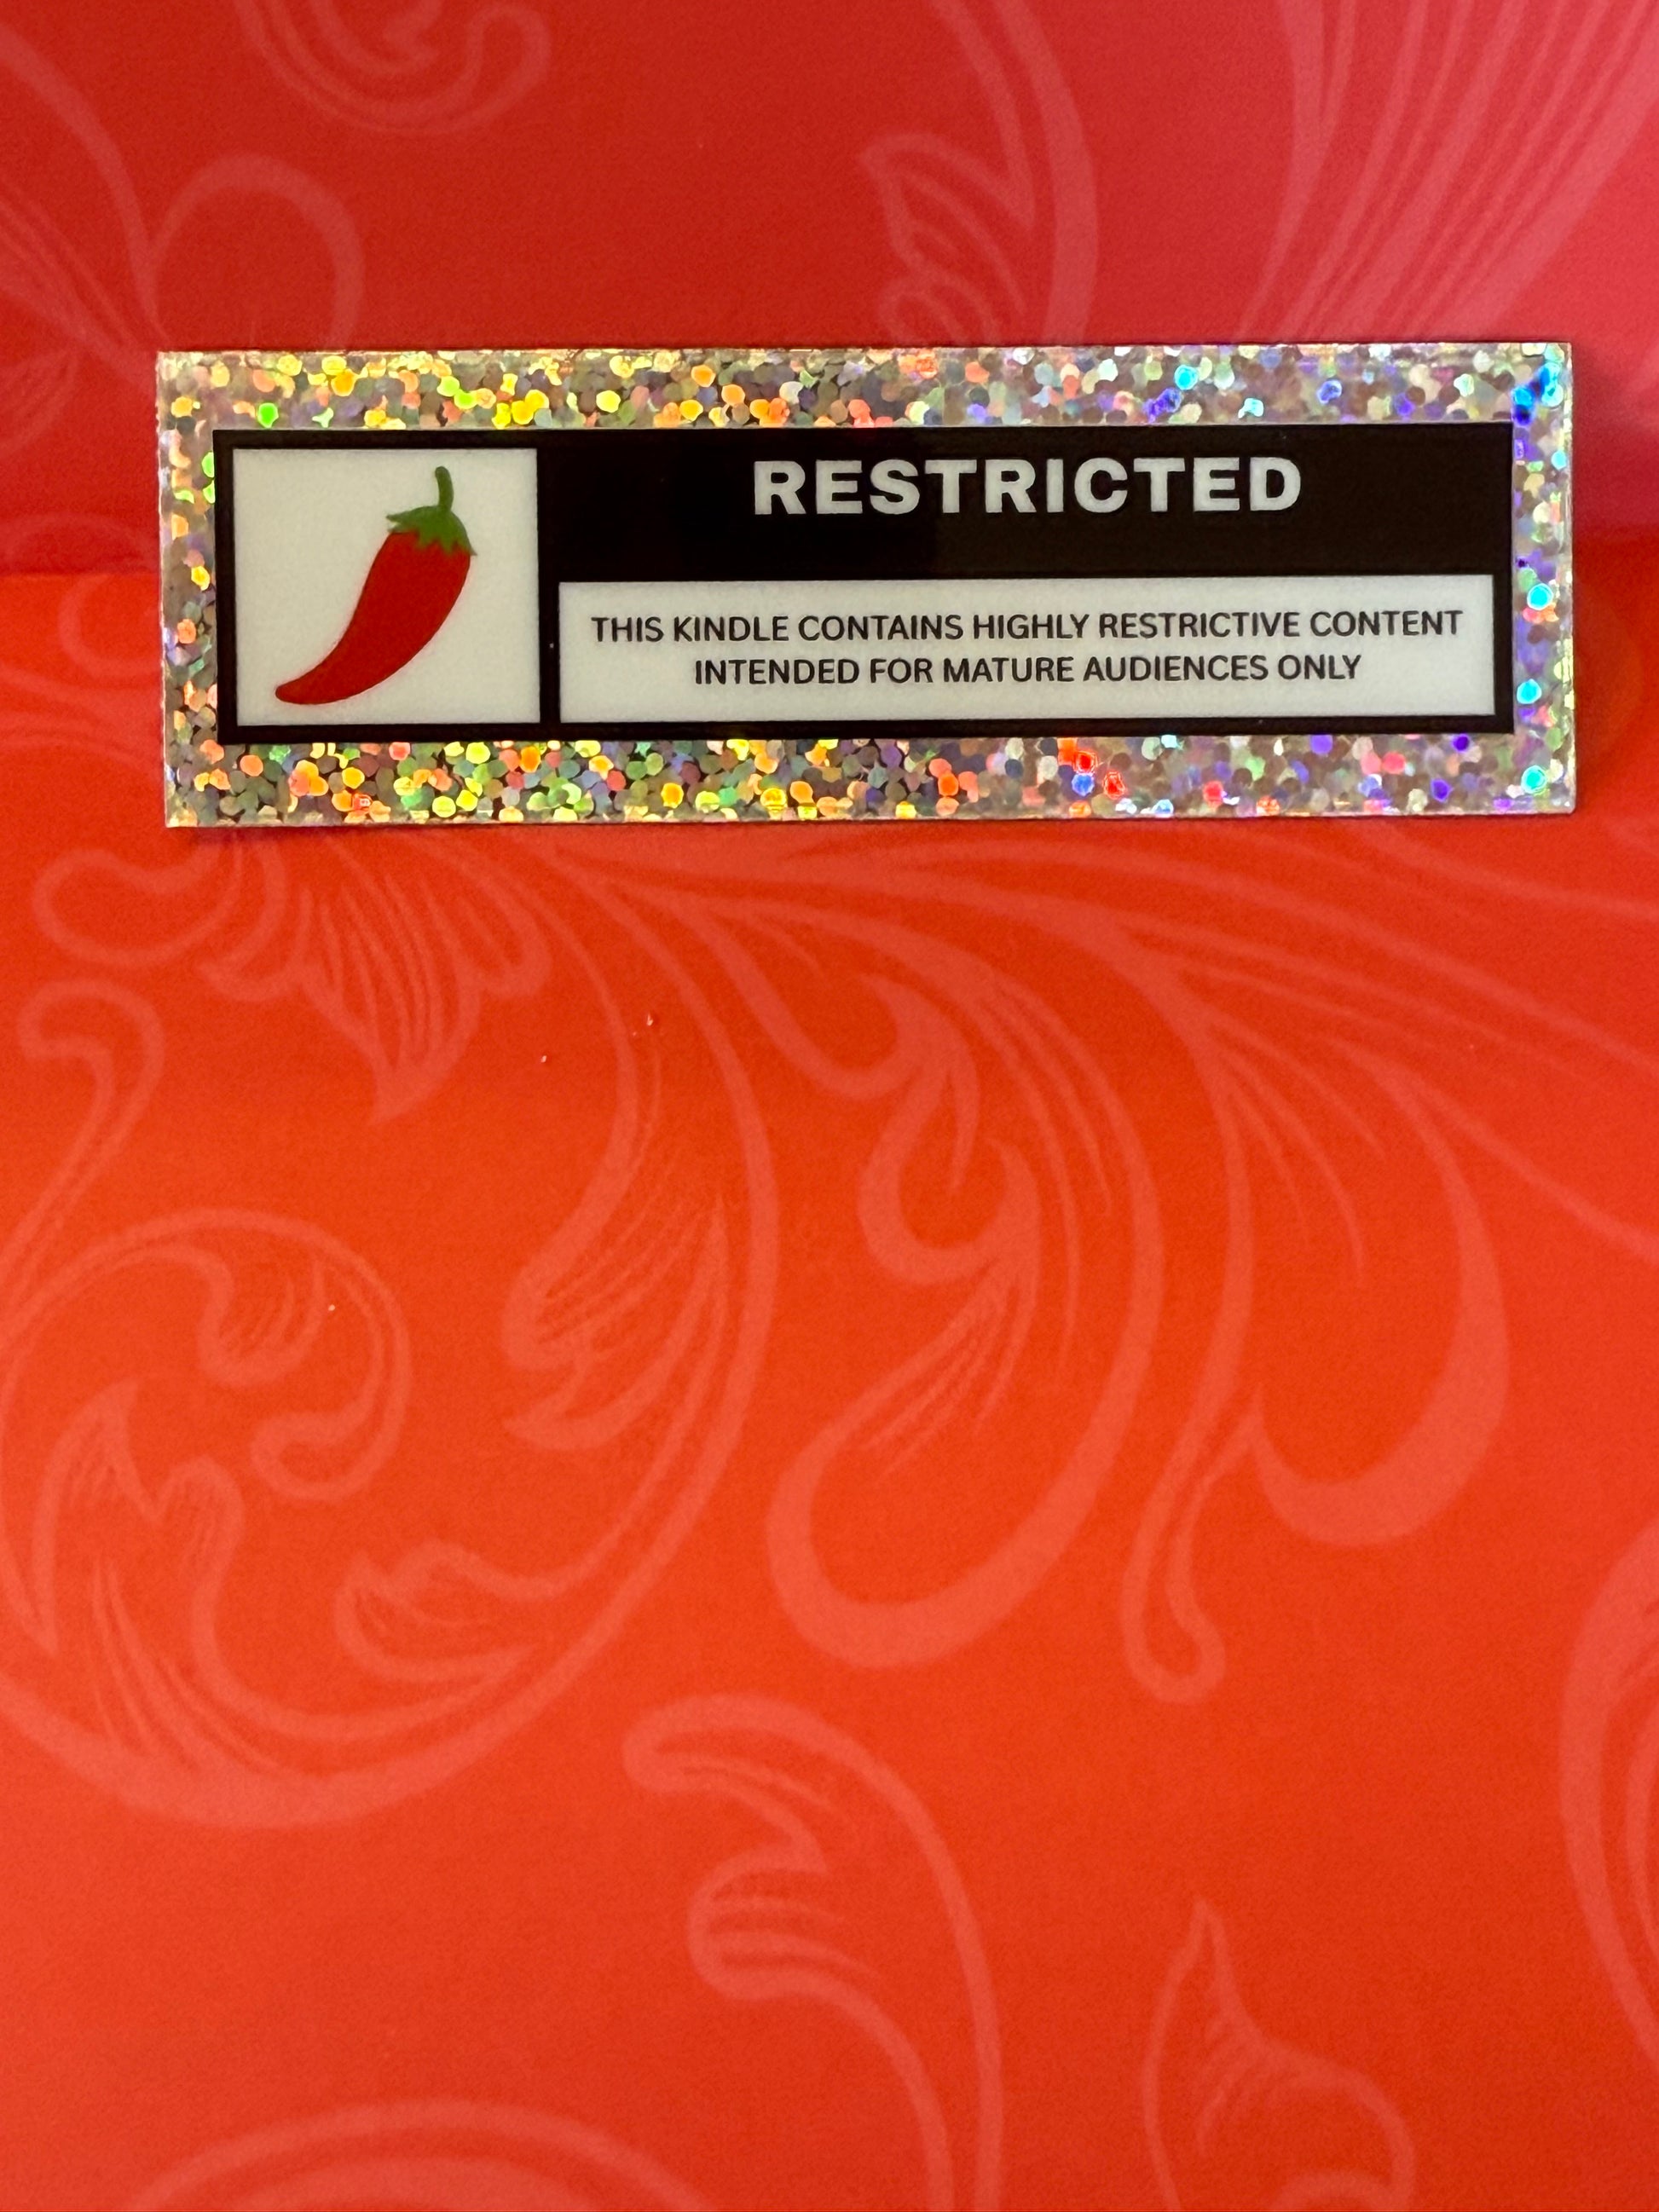 RESTRICTED
THIS KINDLE CONTAINS HIGHLY RESTRICTIVE CONTENT
INTENDED FOR MATURE AUDIENCES ONLY